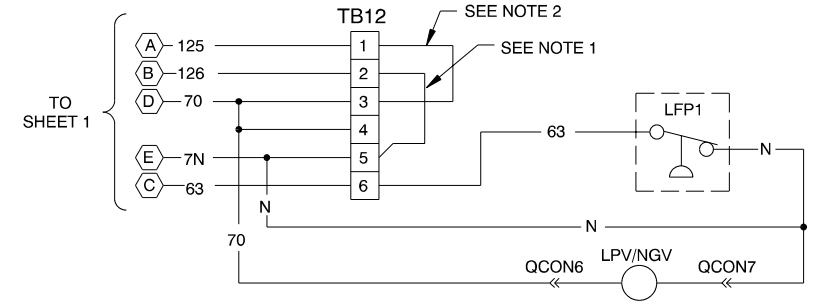 TB12
SEE NOTE 2
SEE NOTE 1
TO
SHEET 1
A 125 1
B 126 2
D 70 3
4
E 7N 5
C 63 6
63
LFP1
N
N
N
70
QCON6
LPV/NGV
QCON7